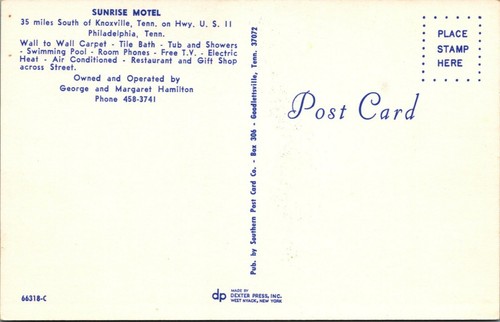 SUNRISE MOTEL
35 miles South of Knoxville, Tenn. on Hwy. U. S. 11
Philadelphia, Tenn.
Wall to Wall Carpet - Tile Bath - Tub and Showers
- Swimming Pool - Room Phones - Free T.V. - Electric
Heat - Air Conditioned - Restaurant and Gift Shop
across Street.
Owned and Operated by
George and Margaret Hamilton
Phone 458-3741
66318-C
Pub. by Southern Post Card Co. - Box 306 - Goodlettsville, Tenn. 37072
dp MADE BY
DEXTER PRESS, INC.
WEST NYACK, NEW YORK
Post Card
PLACE
STAMP
HERE